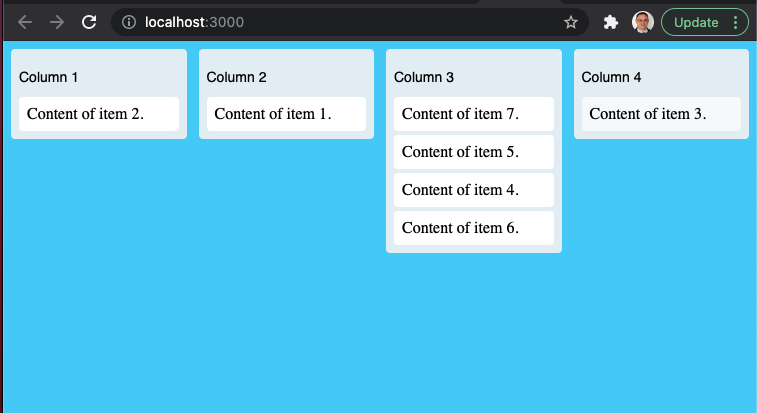 localhost:3000
Update
Column 1
Content of item 2.
Column 2
Content of item 1.
Column 3
Content of item 7.
Content of item 5.
Content of item 4.
Content of item 6.
Column 4
Content of item 3.